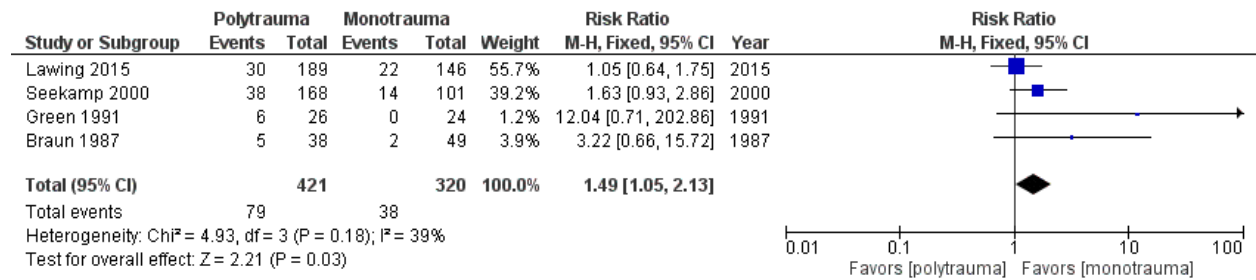 Polytrauma Monotrauma Risk Ratio Risk Ratio
Study or Subgroup Events Total Events Total Weight M-H, Fixed, 95% CI Year M-H, Fixed, 95% CI
Lawing 2015 30 189 22 146 55.7% 1.05 [0.64, 1.75] 2015
Seekamp 2000 38 168 14 101 39.2% 1.63 [0.93, 2.86] 2000
Green 1991 6 26 0 24 1.2% 12.04 [0.71, 202.86] 1991
Braun 1987 5 38 2 49 3.9% 3.22 [0.66, 15.72] 1987
Total (95% CI) 421 320 100.0% 1.49 [1.05, 2.13]
Total events 79 38
Heterogeneity: Chi² = 4.93, df = 3 (P = 0.18); I² = 39%
Test for overall effect: Z = 2.21 (P = 0.03)
0.01 0.1 1 10 100
Favors [polytrauma] Favors [monotrauma]